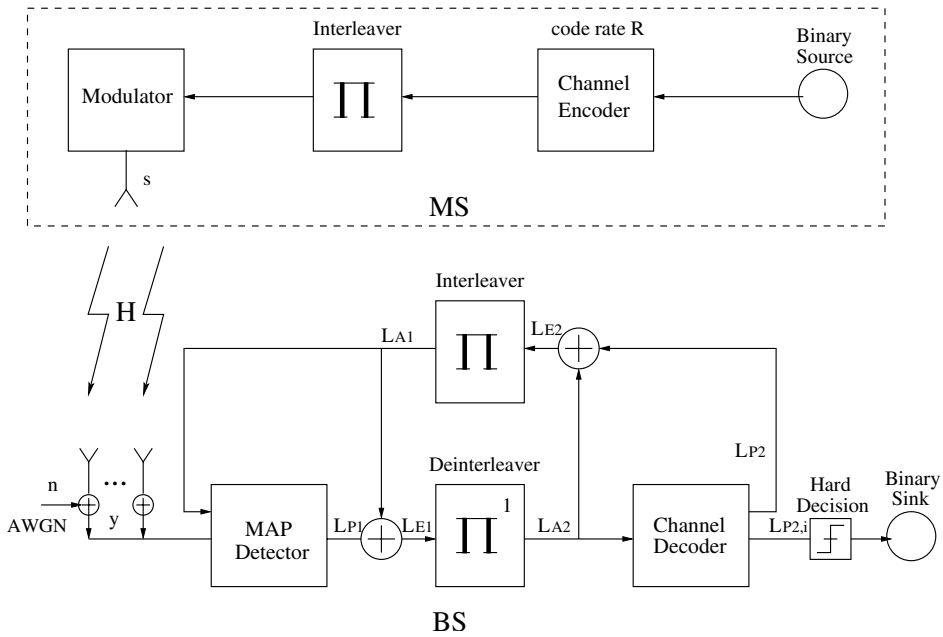 Interleaver
code rate R
Binary
Source
Modulator
∏
Channel
Encoder
s
MS
H
Interleaver
LA1
∏
LE2
LP2
Deinterleaver
Hard
Decision
Binary
Sink
n
...
AWGN
y
MAP
Detector
LP1
LE1
∏ 1
LA2
Channel
Decoder
LP2,i
BS